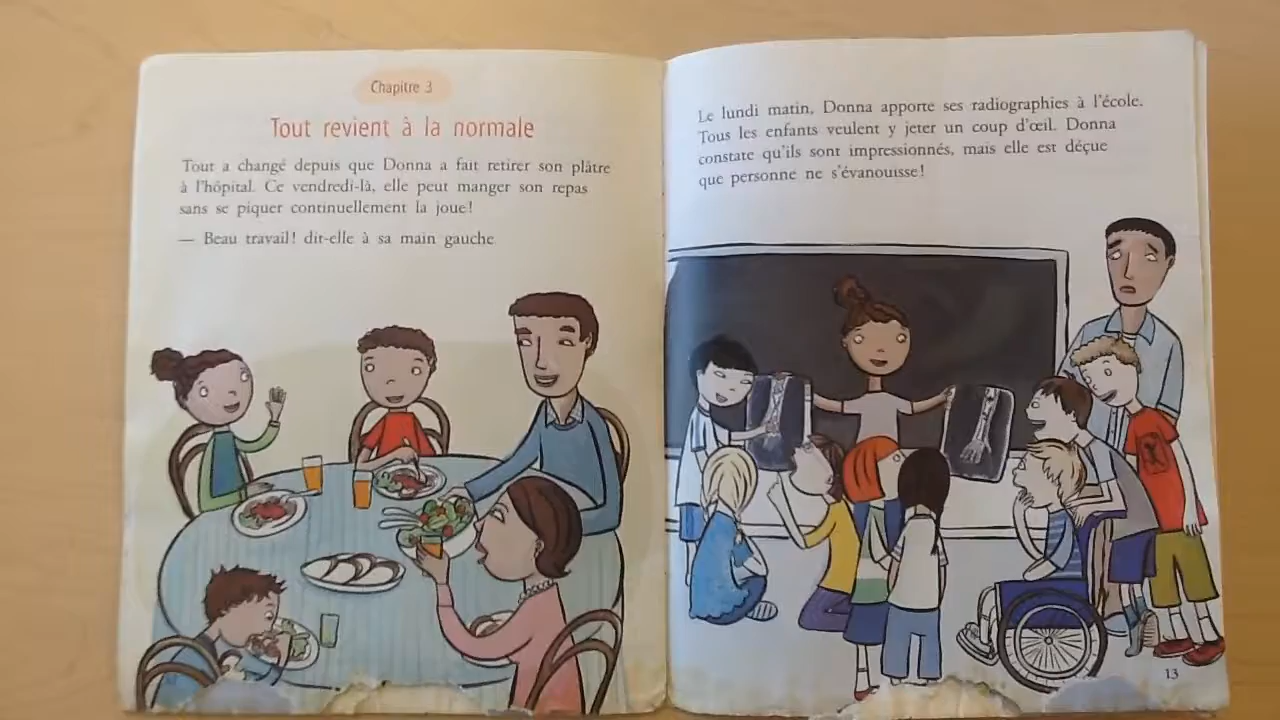 Chapitre 3
Tout revient à la normale
Tout a changé depuis que Donna a fait retirer son plâtre
à l'hôpital. Ce vendredi-là, elle peut manger son repas
sans se piquer continuellement la joue!
— Beau travail! dit-elle à sa main gauche.
Le lundi matin, Donna apporte ses radiographies à l'école.
Tous les enfants veulent y jeter un coup d'œil. Donna
constate qu'ils sont impressionnés, mais elle est déçue
que personne ne s'évanouisse!
13